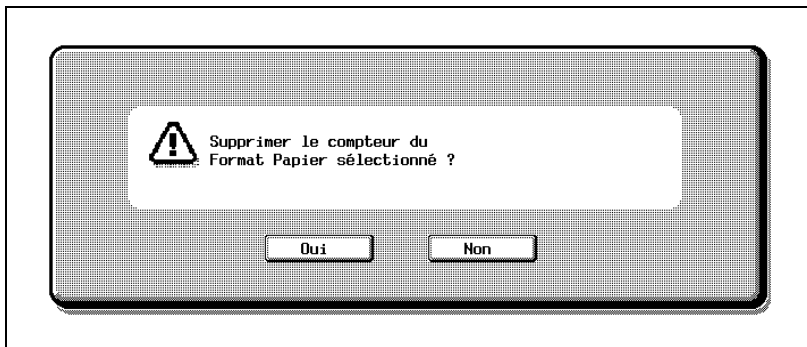 Supprimer le compteur du
Format Papier sélectionné ?
Oui
Non